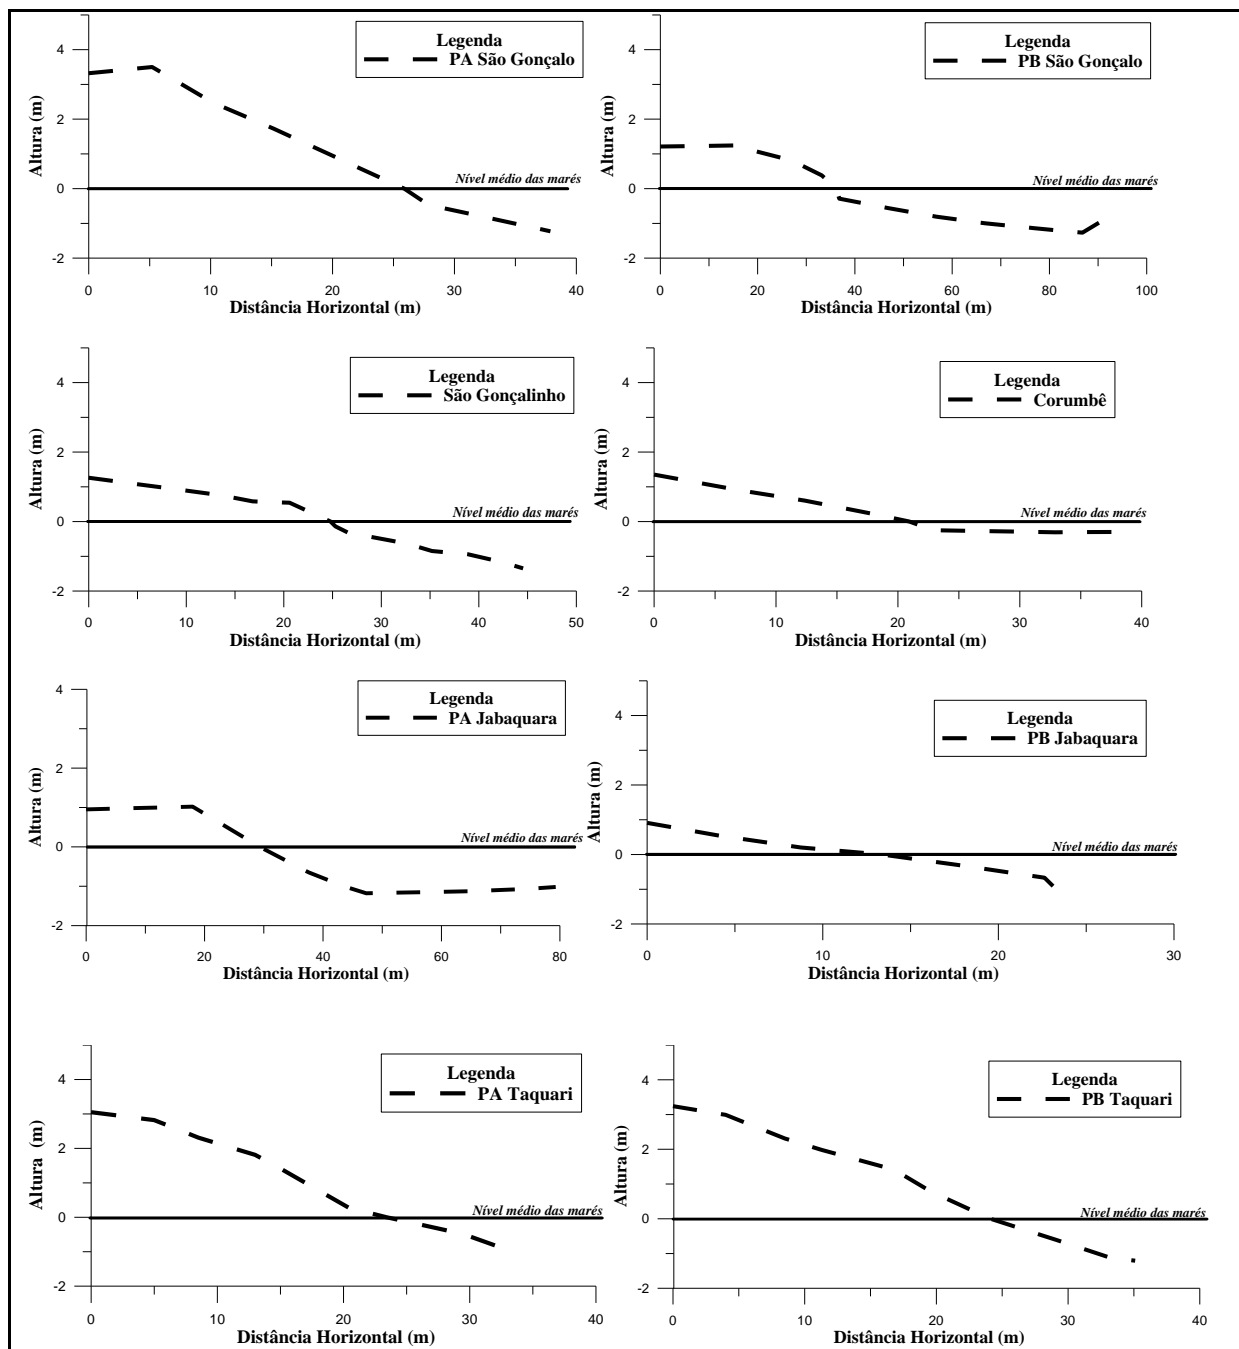 Legenda
PA São Gonçalo
Altura (m)
4
2
0
-2
Nível médio das marés
0 10 20 30 40
Distância Horizontal (m)
Legenda
PB São Gonçalo
Altura (m)
4
2
0
-2
Nível médio das marés
0 20 40 60 80 100
Distância Horizontal (m)
Legenda
São Gonçalinho
Altura (m)
4
2
0
-2
Nível médio das marés
0 10 20 30 40 50
Distância Horizontal (m)
Legenda
Corumbê
Altura (m)
4
2
0
-2
Nível médio das marés
0 10 20 30 40
Distância Horizontal (m)
Legenda
PA Jabaquara
Altura (m)
4
2
0
-2
Nível médio das marés
0 20 40 60 80
Distância Horizontal (m)
Legenda
PB Jabaquara
Altura (m)
4
2
0
-2
Nível médio das marés
0 10 20 30
Distância Horizontal (m)
Legenda
PA Taquari
Altura (m)
4
2
0
-2
Nível médio das marés
0 10 20 30 40
Distância Horizontal (m)
Legenda
PB Taquari
Altura (m)
4
2
0
-2
Nível médio das marés
0 10 20 30 40
Distância Horizontal (m)